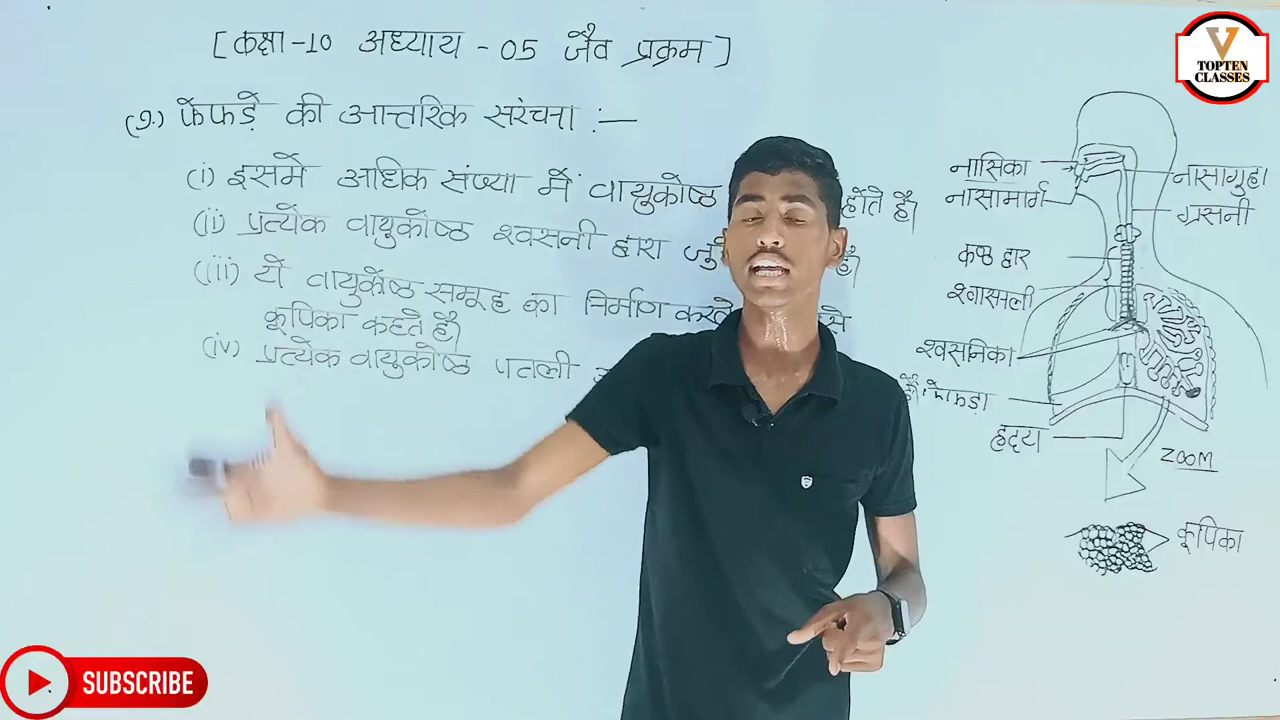 [कक्षा-10 अध्याय - 05 जैव प्रक्रम]
(9.) फेफड़े की आन्तरिक संरचना :—
(i) इसमे अधिक संख्या में वायुकोष्ठ होते है।
(ii) प्रत्येक वायुकोष्ठ श्वसनी द्वारा है।
(iii) ये वायुकोष्ठ समूह का निर्माण करते से
कूपिका कहते है।
(iv) प्रत्येक वायुकोष्ठ पतली है।
नासिका
नासामार्ग
नासागुहा
ग्रसनी
कण्ठ द्वार
श्वासनली
श्वसनिका
फेफड़ा
हृदय
ZOOM
कूपिका
V
TOPTEN
CLASSES
SUBSCRIBE